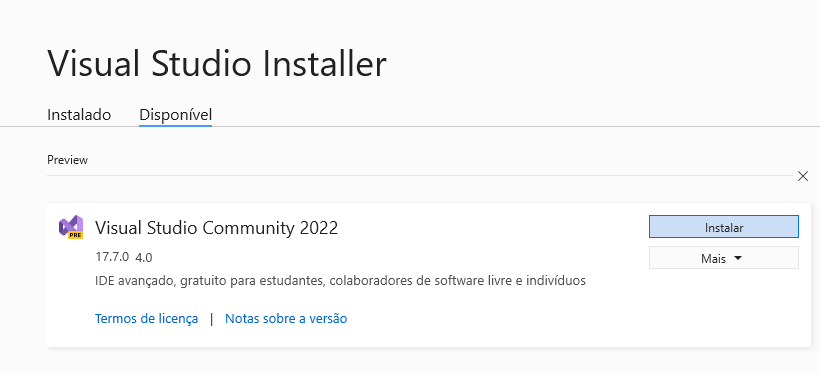 Visual Studio Installer
Instalado Disponível
Preview
PRE
Visual Studio Community 2022
Instalar
17.7.0 4.0
Mais
IDE avançado, gratuito para estudantes, colaboradores de software livre e indivíduos
Termos de licença | Notas sobre a versão